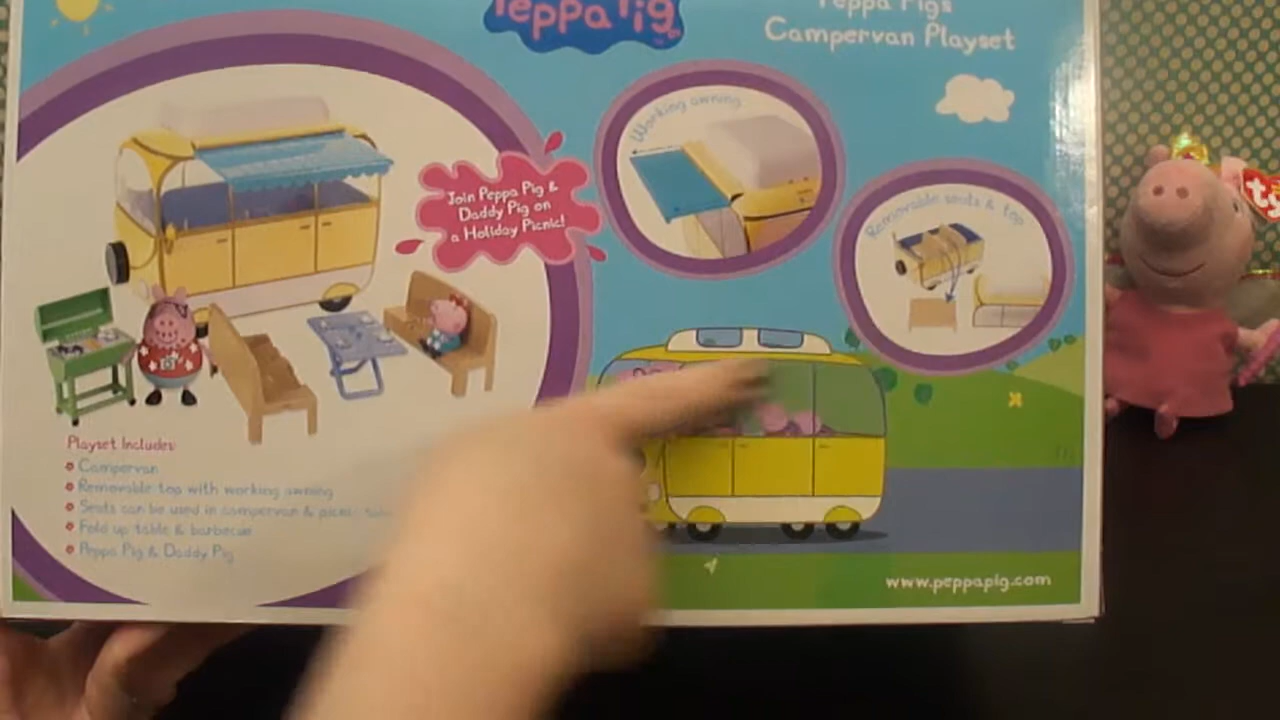 Peppa Pig
Peppa Pig's
Campervan Playset
Working awning
Join Peppa Pig &
Daddy Pig on
a Holiday Picnic!
Removable seats & top
Playset Includes:
Campervan
Removable top with working awning
Seats can be used in campervan & picnic
Fold up table & barbecue
Peppa Pig & Daddy Pig
www.peppapig.com
ty